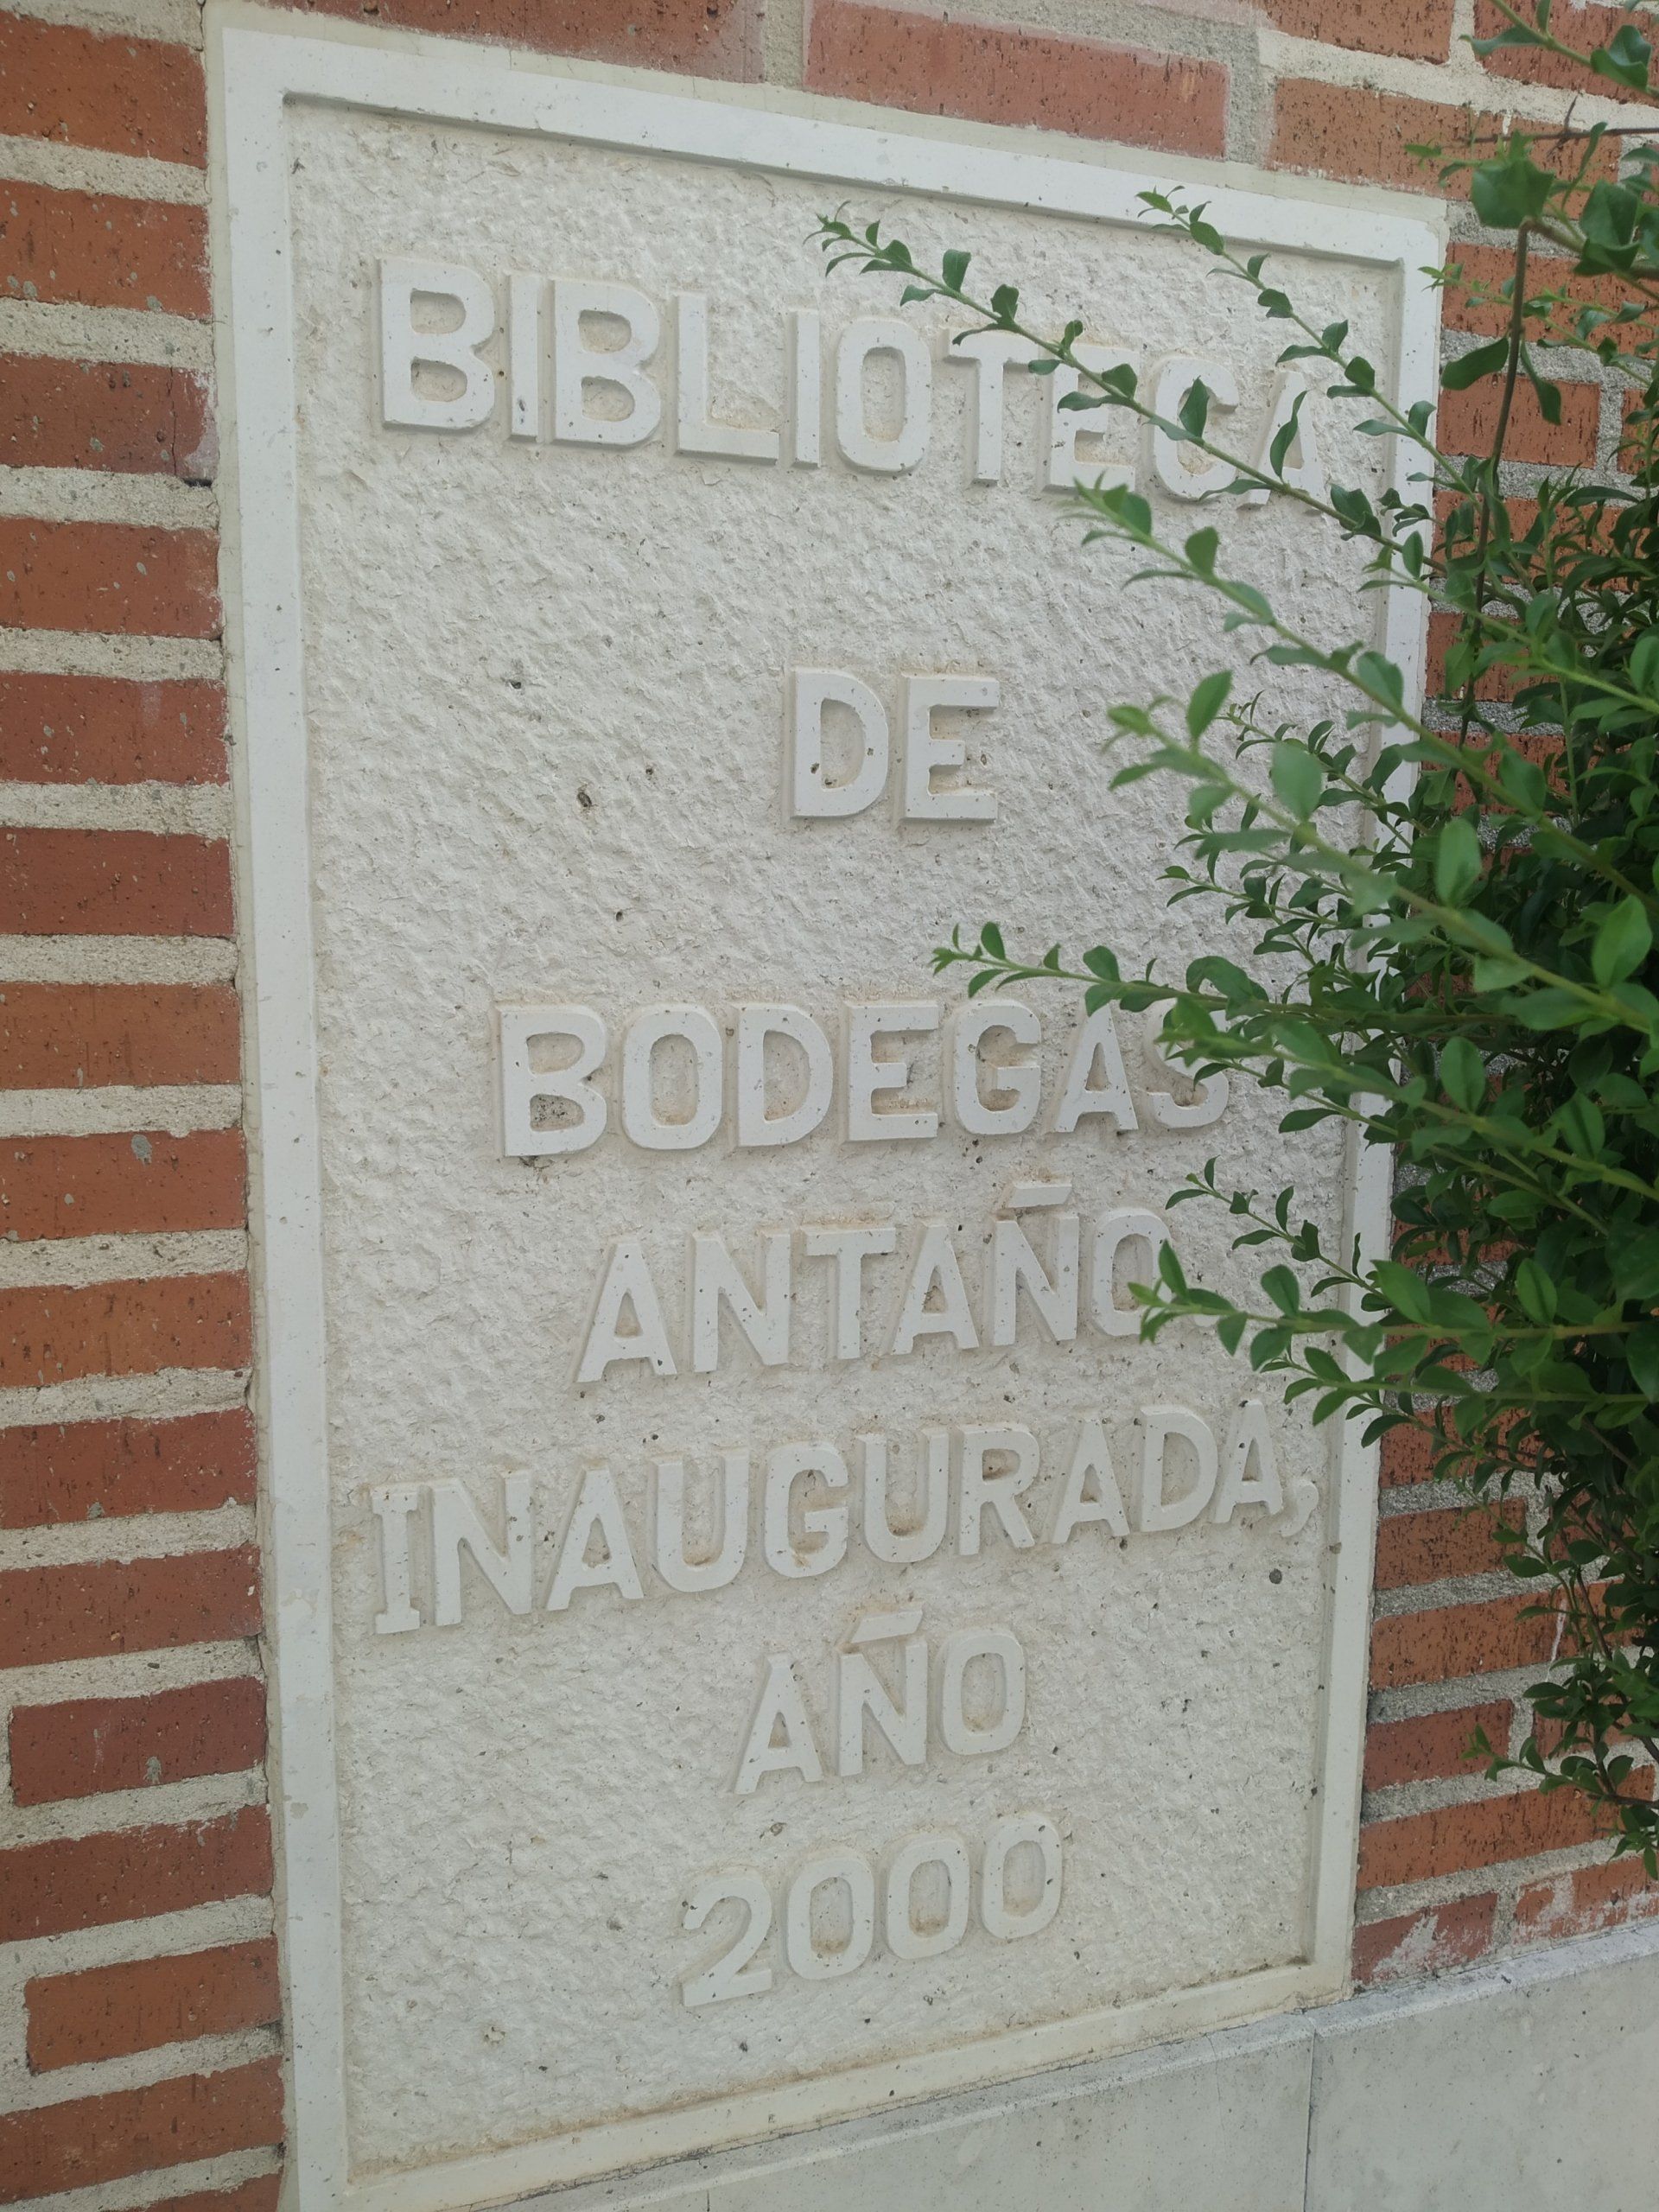 BIBLIOTECA
DE
BODEGAS
ANTAÑO
INAUGURADA,
AÑO
2000